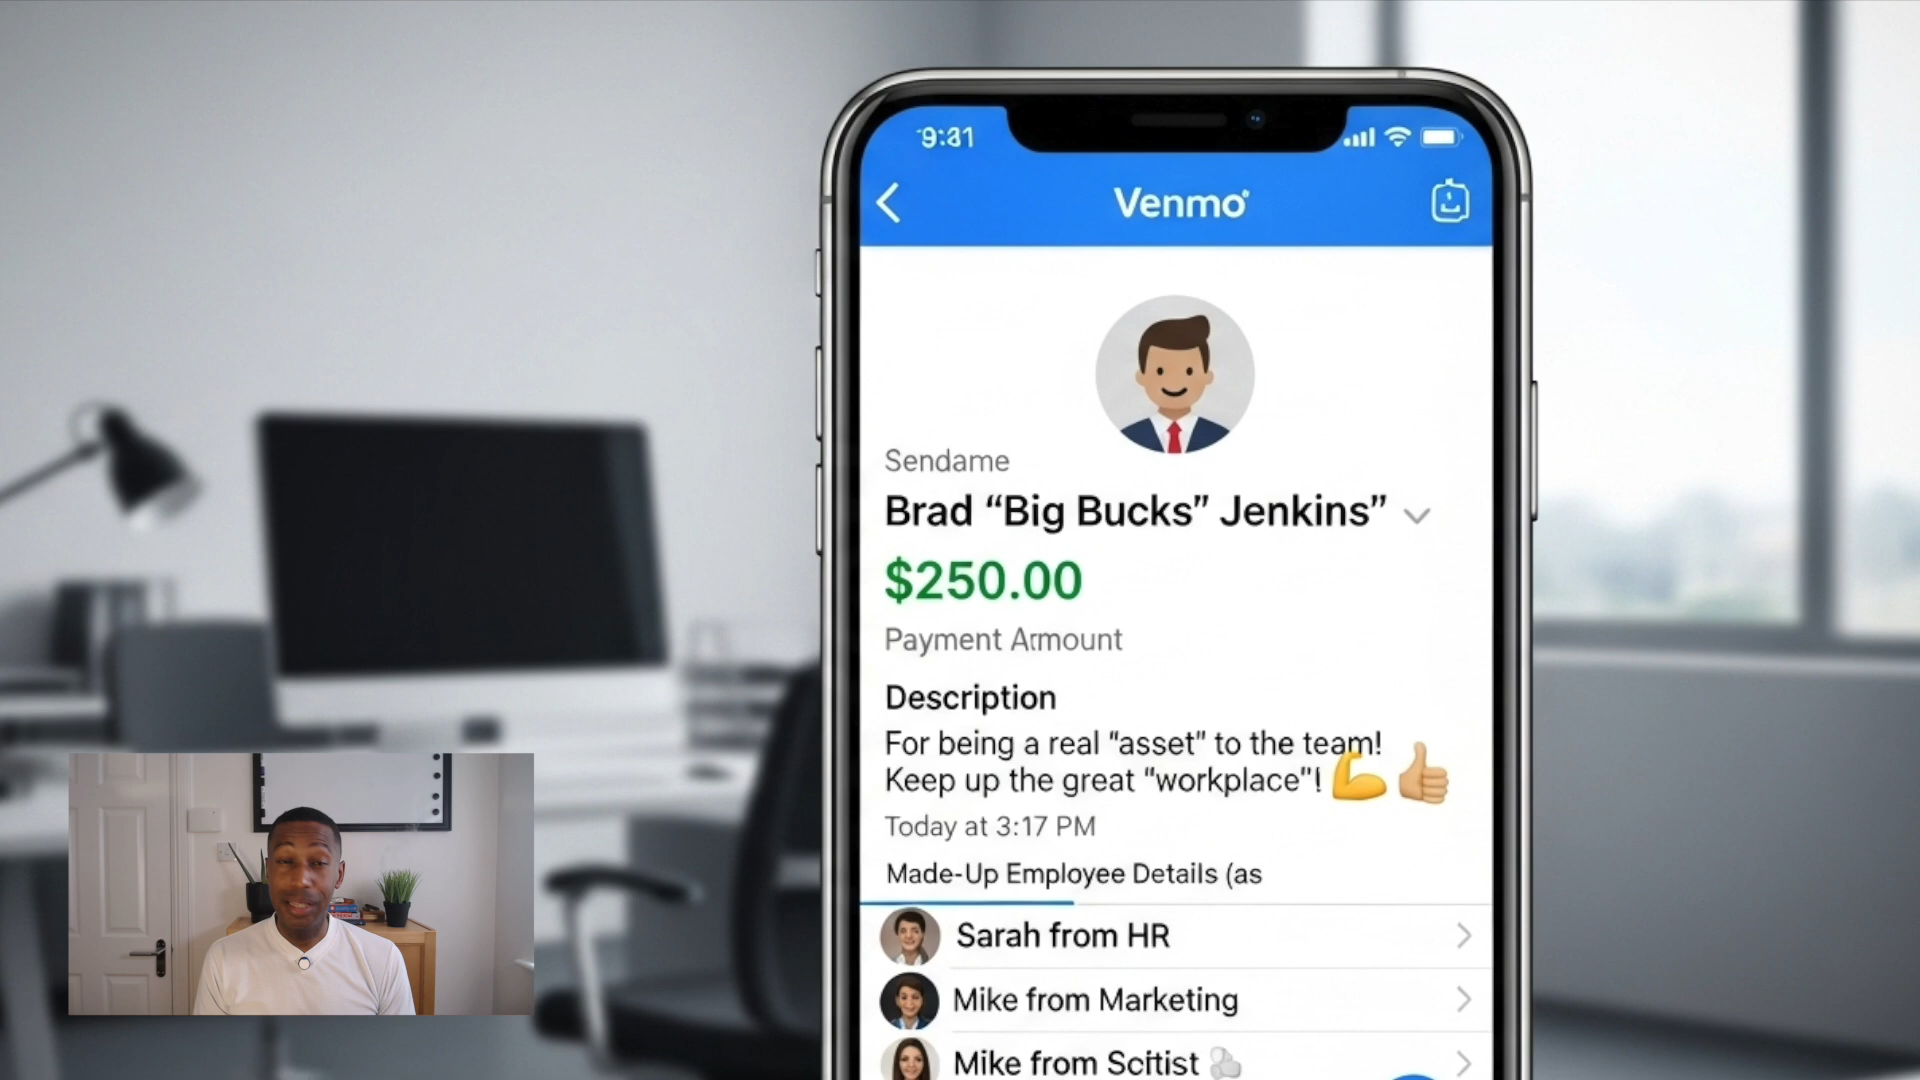 9:31
Venmo
Sendame
Brad “Big Bucks” Jenkins”
$250.00
Payment Armount
Description
For being a real “asset” to the team!
Keep up the great “workplace”!
Today at 3:17 PM
Made-Up Employee Details (as
Sarah from HR
Mike from Marketing
Mike from Scitist